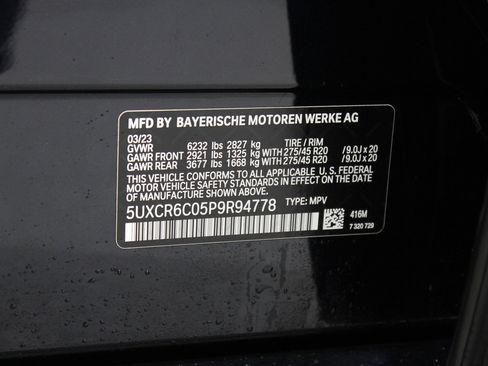 MFD BY BAYERISCHE MOTOREN WERKE AG
03/23
GVWR 6232 lbs 2827 kg TIRE / RIM
GAWR FRONT 2921 lbs 1325 kg WITH 275/45 R20 / 9.0J x 20
GAWR REAR 3677 lbs 1668 kg WITH 275/45 R20 / 9.0J x 20
THIS VEHICLE CONFORMS TO ALL APPLICABLE U. S. FEDERAL
MOTOR VEHICLE SAFETY STANDARDS IN EFFECT ON THE
DATE OF MANUFACTURE SHOWN ABOVE.
5UXCR6C05P9R94778 TYPE: MPV
416M
7 320 729